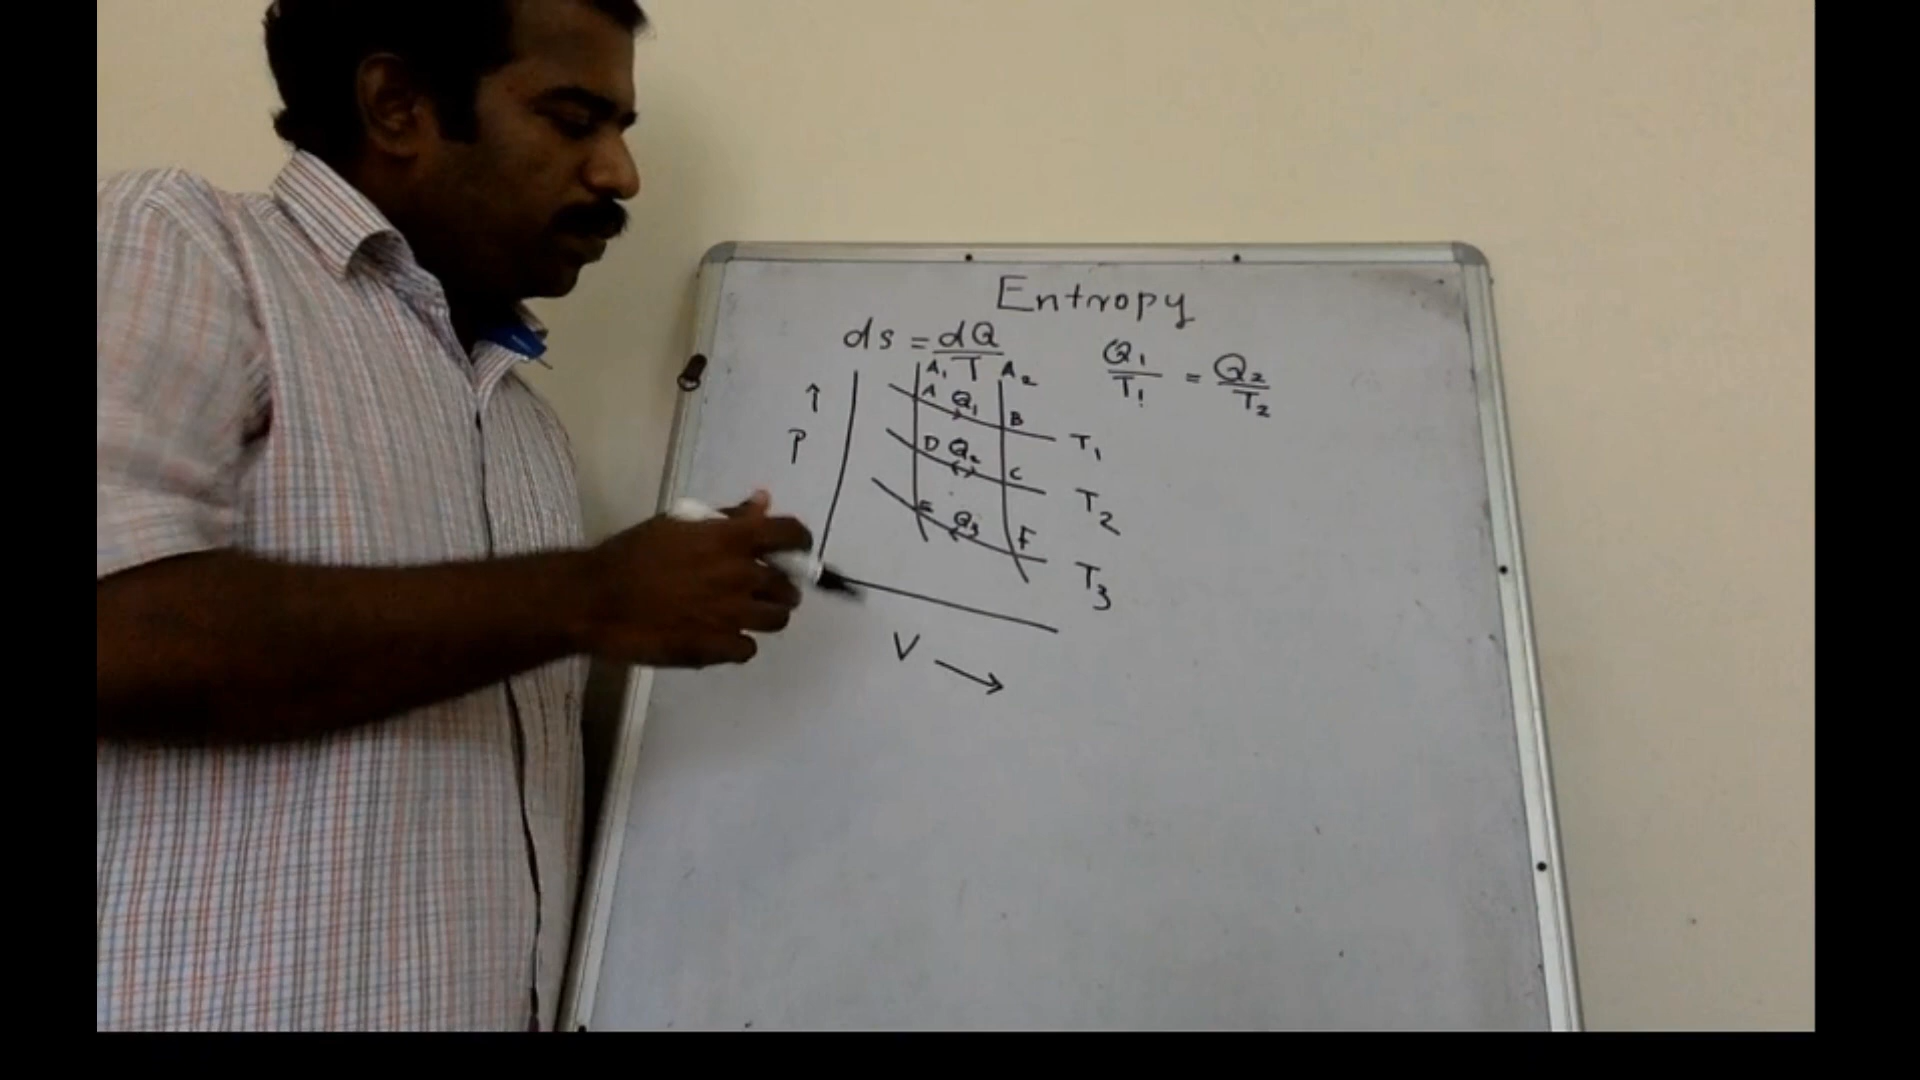 Entropy
ds = dQ/T
Q₁/T₁ = Q₂/T₂
A₁ A₂
↑ P
A Q₁ B T₁
D Q₂ C T₂
E Q₃ F T₃
V →